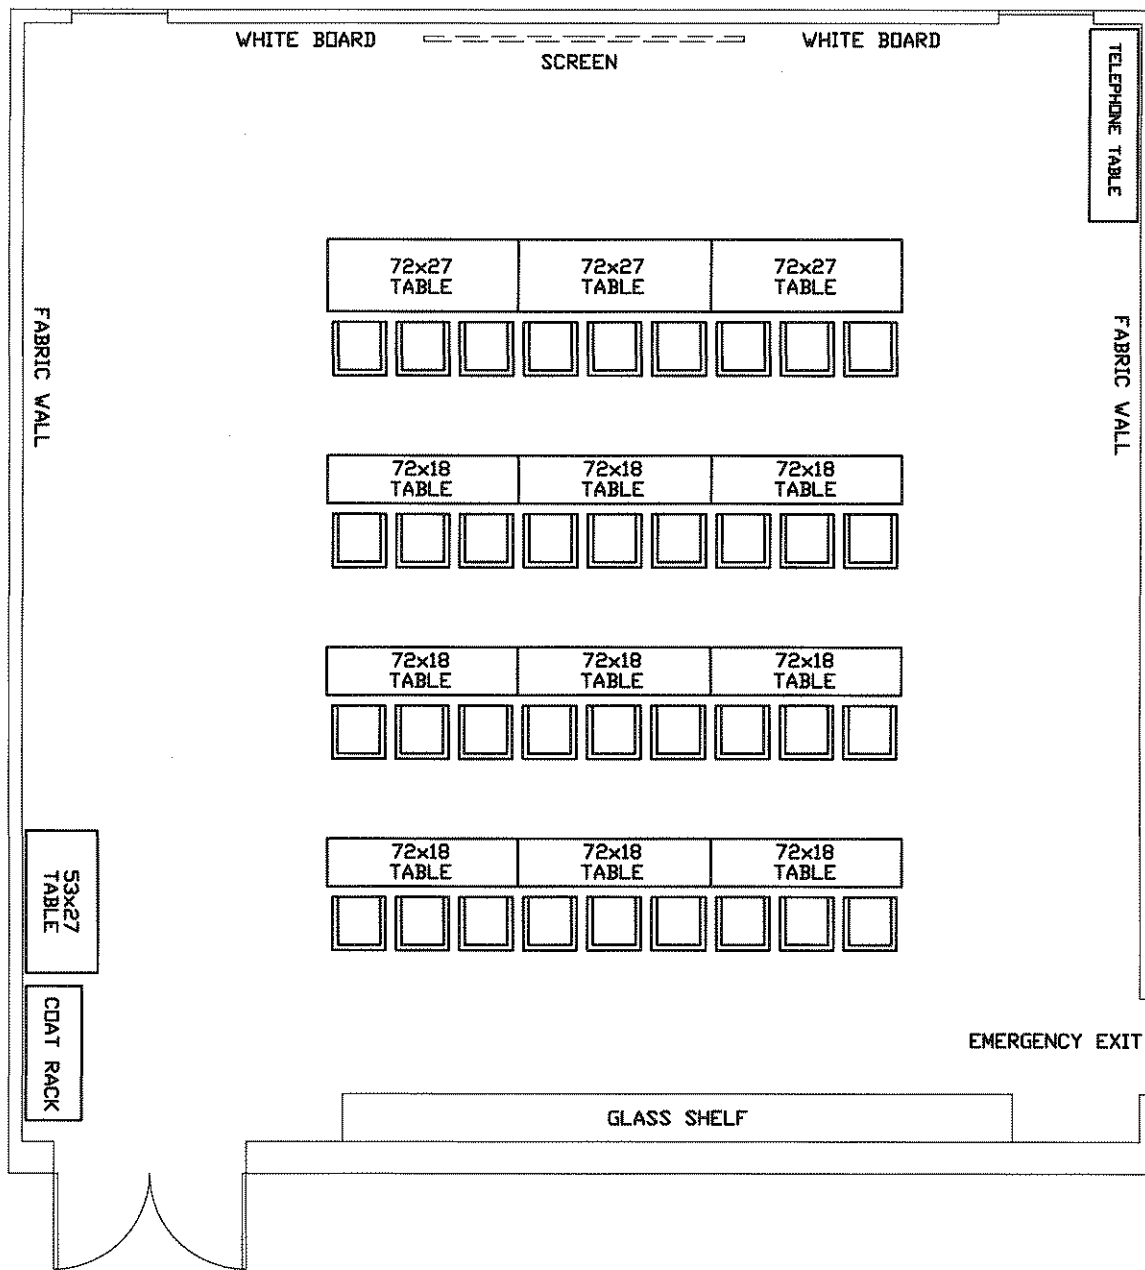 WHITE BOARD
WHITE BOARD
SCREEN
TELEPHONE TABLE
72x27
TABLE
72x27
TABLE
72x27
TABLE
FABRIC WALL
FABRIC WALL
72x18
TABLE
72x18
TABLE
72x18
TABLE
72x18
TABLE
72x18
TABLE
72x18
TABLE
72x18
TABLE
72x18
TABLE
72x18
TABLE
53x27
TABLE
COAT RACK
EMERGENCY EXIT
GLASS SHELF